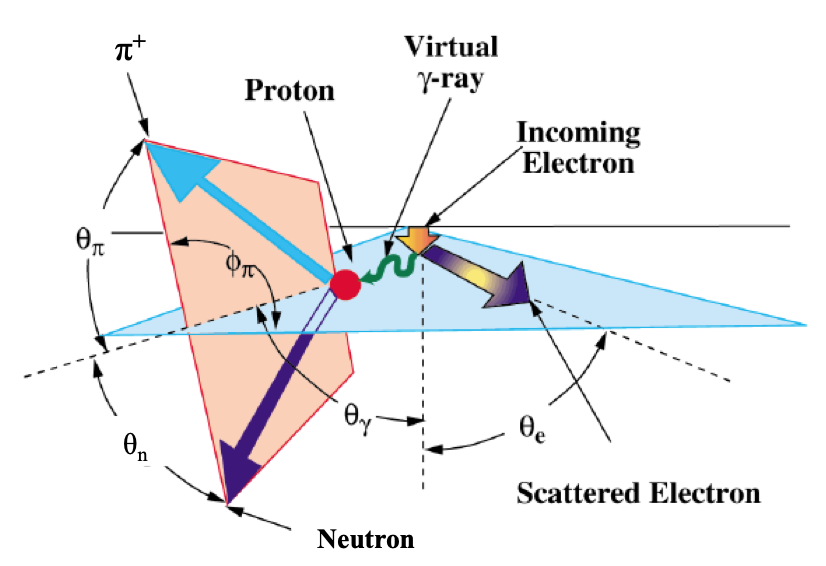 π⁺
Virtual
γ-ray
Proton
Incoming
Electron
θπ
ϕπ
θγ
θe
θn
Scattered Electron
Neutron